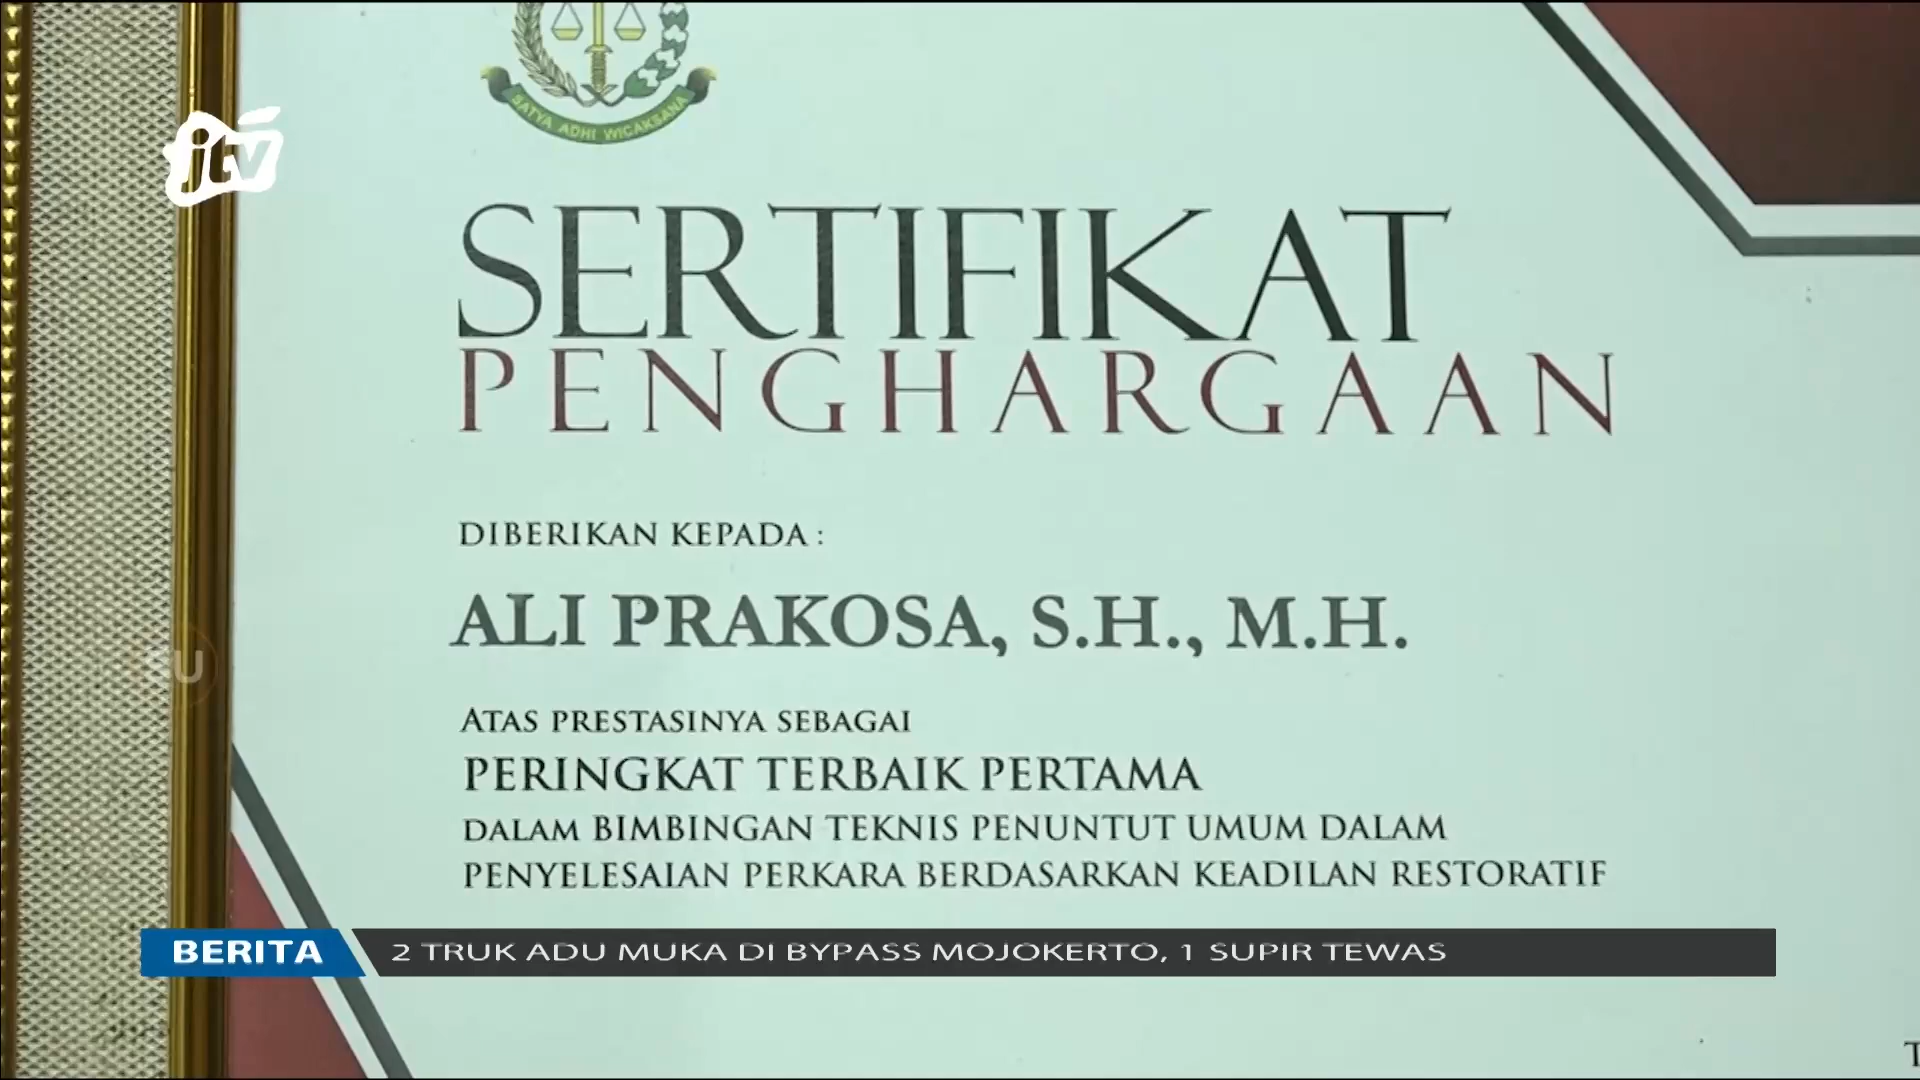 SATYA ADHI WICAKSANA
jtv
SERTIFIKAT
PENGHARGAAN
DIBERIKAN KEPADA :
ALI PRAKOSA, S.H., M.H.
ATAS PRESTASINYA SEBAGAI
PERINGKAT TERBAIK PERTAMA
DALAM BIMBINGAN TEKNIS PENUNTUT UMUM DALAM
PENYELESAIAN PERKARA BERDASARKAN KEADILAN RESTORATIF
BERITA
2 TRUK ADU MUKA DI BYPASS MOJOKERTO, 1 SUPIR TEWAS